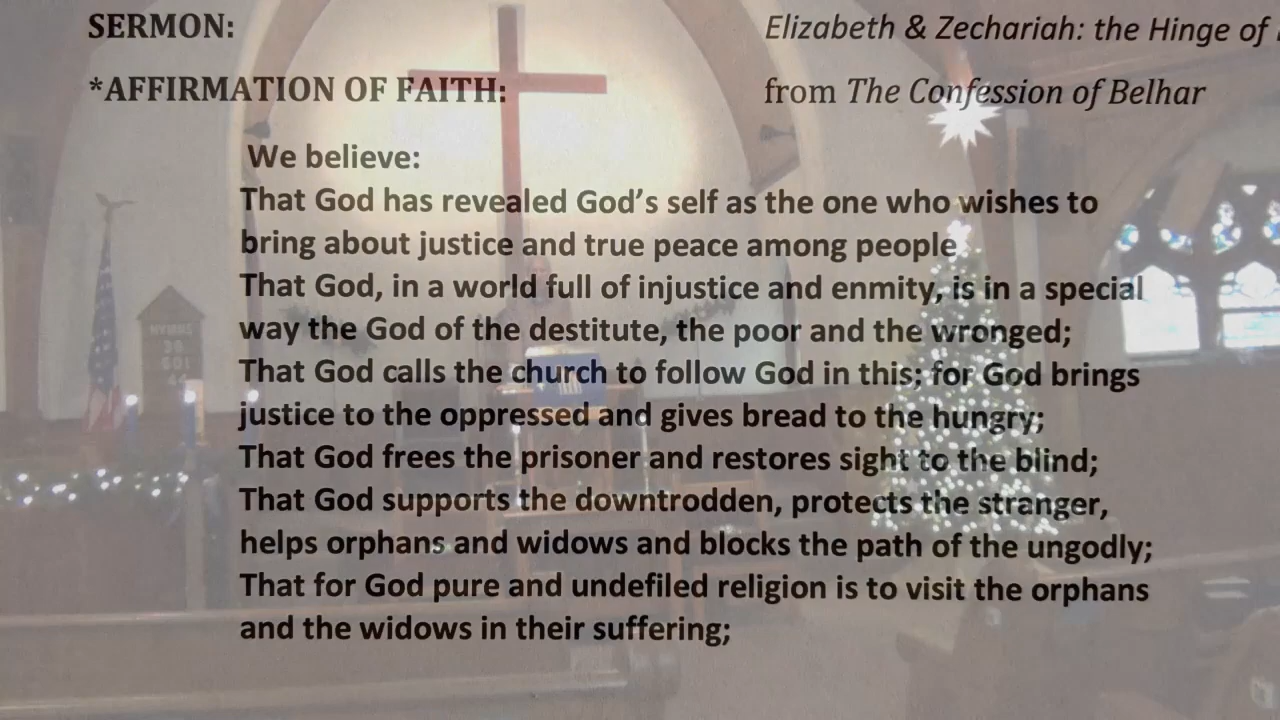 SERMON: Elizabeth & Zechariah: the Hinge of
*AFFIRMATION OF FAITH: from The Confession of Belhar
We believe:
That God has revealed God's self as the one who wishes to
bring about justice and true peace among people
That God, in a world full of injustice and enmity, is in a special
way the God of the destitute, the poor and the wronged;
That God calls the church to follow God in this; for God brings
justice to the oppressed and gives bread to the hungry;
That God frees the prisoner and restores sight to the blind;
That God supports the downtrodden, protects the stranger,
helps orphans and widows and blocks the path of the ungodly;
That for God pure and undefiled religion is to visit the orphans
and the widows in their suffering;
HYMNS